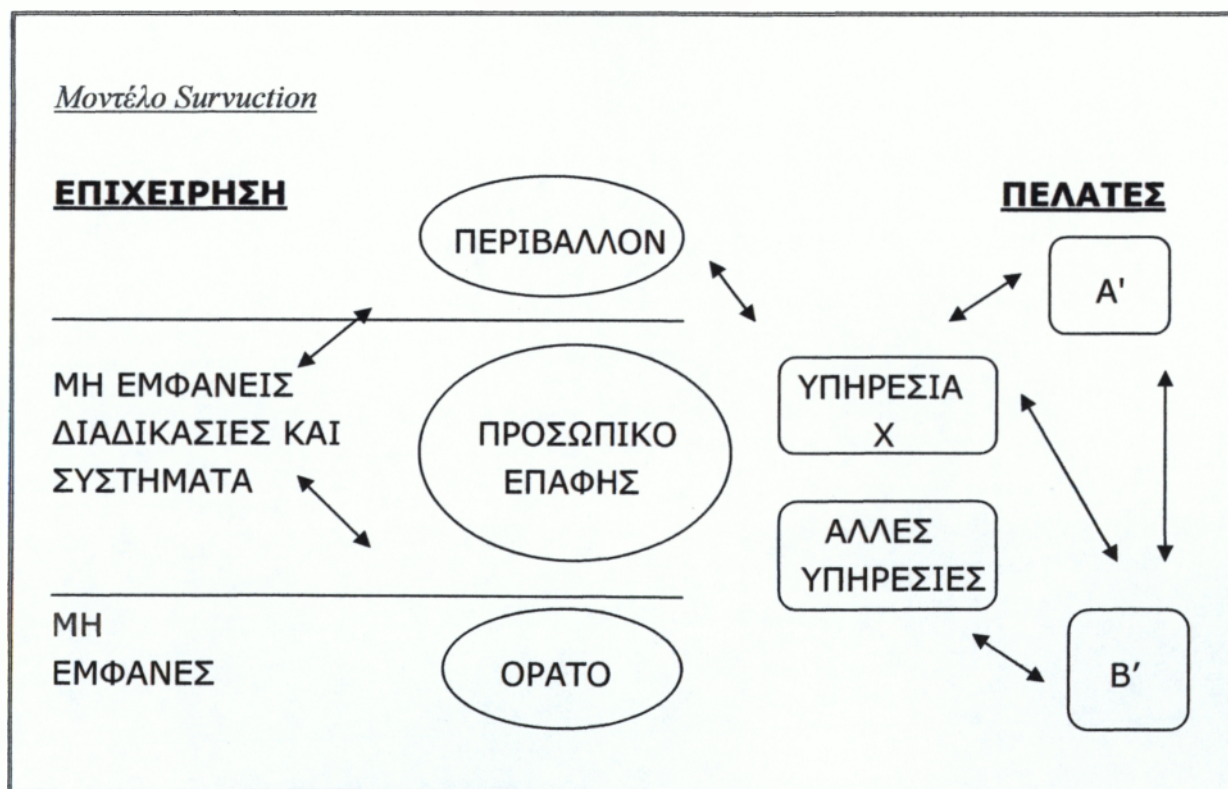 Μοντέλο Survuction
ΕΠΙΧΕΙΡΗΣΗ
ΠΕΛΑΤΕΣ
ΠΕΡΙΒΑΛΛΟΝ
Α'
ΜΗ ΕΜΦΑΝΕΙΣ
ΔΙΑΔΙΚΑΣΙΕΣ ΚΑΙ
ΣΥΣΤΗΜΑΤΑ
ΠΡΟΣΩΠΙΚΟ
ΕΠΑΦΗΣ
ΥΠΗΡΕΣΙΑ
Χ
ΑΛΛΕΣ
ΥΠΗΡΕΣΙΕΣ
ΜΗ
ΕΜΦΑΝΕΣ
ΟΡΑΤΟ
Β’